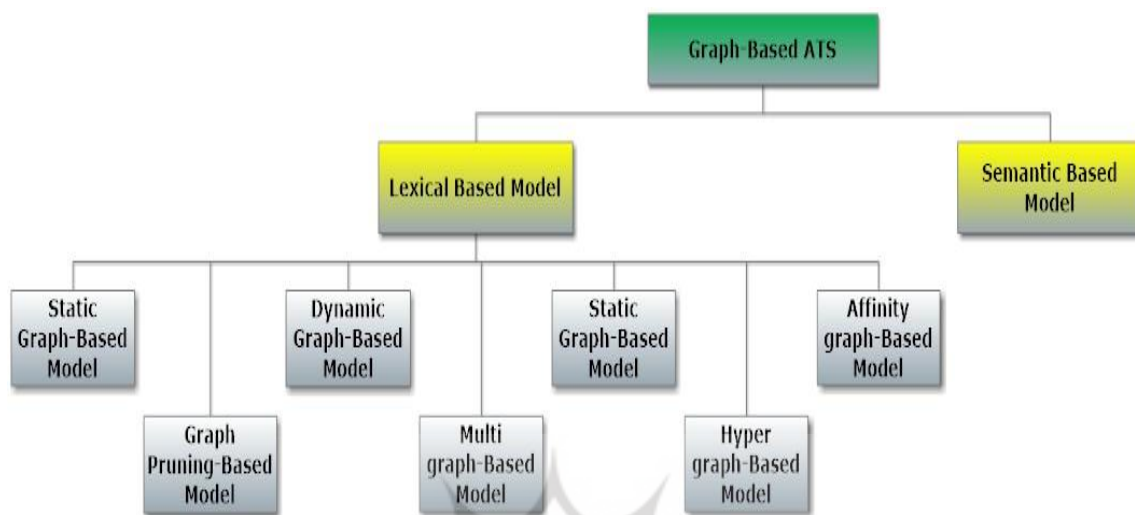 Graph-Based ATS
Lexical Based Model
Semantic Based
Model
Static
Graph-Based
Model
Dynamic
Graph-Based
Model
Static
Graph-Based
Model
Affinity
graph-Based
Model
Graph
Pruning-Based
Model
Multi
graph-Based
Model
Hyper
graph-Based
Model